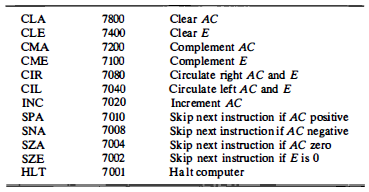 CLA 7800 Clear AC
CLE 7400 Clear E
CMA 7200 Complement AC
CME 7100 Complement E
CIR 7080 Circulate right AC and E
CIL 7040 Circulate left AC and E
INC 7020 Increment AC
SPA 7010 Skip next instruction if AC positive
SNA 7008 Skip next instruction if AC negative
SZA 7004 Skip next instruction if AC zero
SZE 7002 Skip next instruction if E is 0
HLT 7001 Halt computer